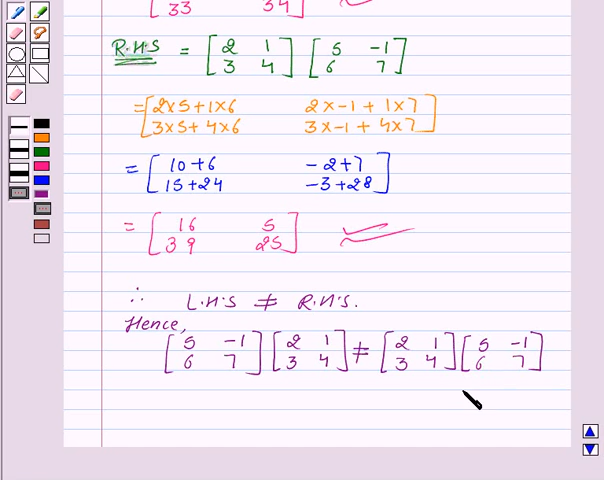 33 34
R.H.S = [2 1] [5 -1]
3 4 6 7
= [2×5+1×6 2×-1+1×7]
3×5+4×6 3×-1+4×7
= [10+6 -2+7]
15+24 -3+28
= [16 5]
39 25
∴ L.H.S ≠ R.H.S.
Hence,
[5 -1] [2 1] ≠ [2 1] [5 -1]
6 7 3 4 3 4 6 7